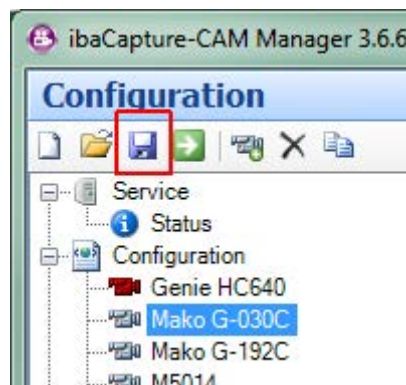 ibaCapture-CAM Manager 3.6.6
Configuration
Service
Status
Configuration
Genie HC640
Mako G-030C
Mako G-192C
M5014